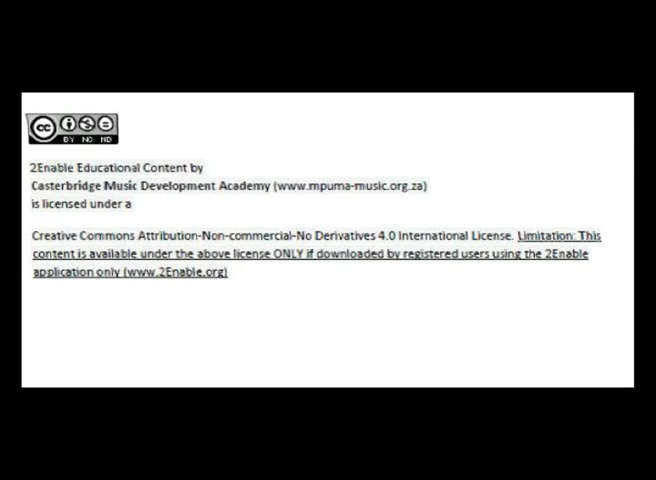 cc
BY NC ND
2Enable Educational Content by
Casterbridge Music Development Academy (www.mpuma-music.org.za)
is licensed under a
Creative Commons Attribution-Non-commercial-No Derivatives 4.0 International License. Limitation: This
content is available under the above license ONLY if downloaded by registered users using the 2Enable
application only (www.2Enable.org)